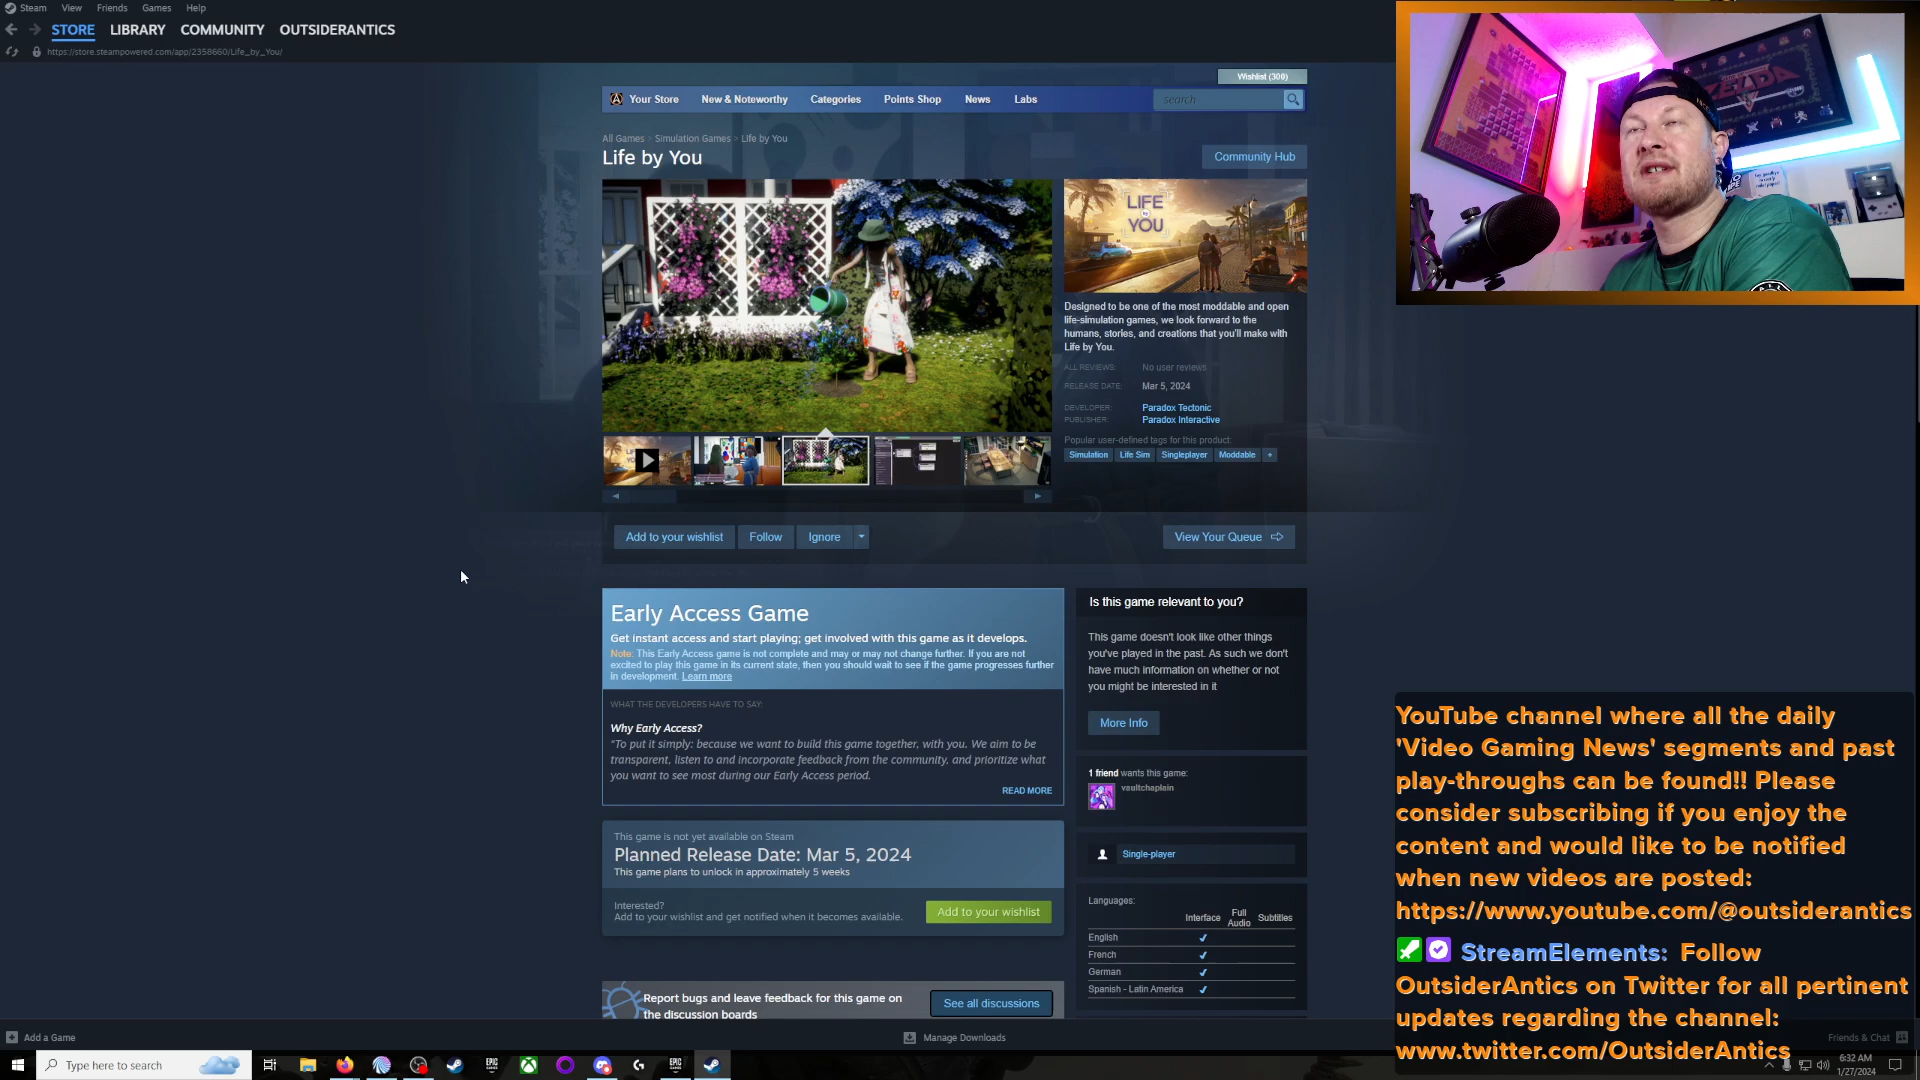 Steam View Friends Games Help
STORE LIBRARY COMMUNITY OUTSIDERANTICS
https://store.steampowered.com/app/2358660/Life_by_You/
Wishlist (300)
Your Store New & Noteworthy Categories Points Shop News Labs search
All Games > Simulation Games > Life by You
Life by You
Community Hub
LIFE
by
YOU
Designed to be one of the most moddable and open
life-simulation games, we look forward to the
humans, stories, and creations that you'll make with
Life by You.
ALL REVIEWS: No user reviews
RELEASE DATE: Mar 5, 2024
DEVELOPER: Paradox Tectonic
PUBLISHER: Paradox Interactive
Popular user-defined tags for this product:
Simulation Life Sim Singleplayer Moddable +
Add to your wishlist Follow Ignore
View Your Queue
Early Access Game
Get instant access and start playing; get involved with this game as it develops.
Note: This Early Access game is not complete and may or may not change further. If you are not
excited to play this game in its current state, then you should wait to see if the game progresses further
in development. Learn more
WHAT THE DEVELOPERS HAVE TO SAY:
Why Early Access?
"To put it simply: because we want to build this game together, with you. We aim to be
transparent, listen to and incorporate feedback from the community, and prioritize what
you want to see most during our Early Access period.
READ MORE
This game is not yet available on Steam
Planned Release Date: Mar 5, 2024
This game plans to unlock in approximately 5 weeks
Interested?
Add to your wishlist and get notified when it becomes available.
Add to your wishlist
Report bugs and leave feedback for this game on
the discussion boards
See all discussions
Is this game relevant to you?
This game doesn't look like other things
you've played in the past. As such we don't
have much information on whether or not
you might be interested in it
More Info
1 friend wants this game:
vaultchaplain
Single-player
Languages:
Interface Full Audio Subtitles
English ✓
French ✓
German ✓
Spanish - Latin America ✓
ZELDA
YouTube channel where all the daily
'Video Gaming News' segments and past
play-throughs can be found!! Please
consider subscribing if you enjoy the
content and would like to be notified
when new videos are posted:
https://www.youtube.com/@outsiderantics
StreamElements: Follow
OutsiderAntics on Twitter for all pertinent
updates regarding the channel:
www.twitter.com/OutsiderAntics
Add a Game Manage Downloads Friends & Chat
Type here to search
EPIC
EPIC
6:32 AM
1/27/2024